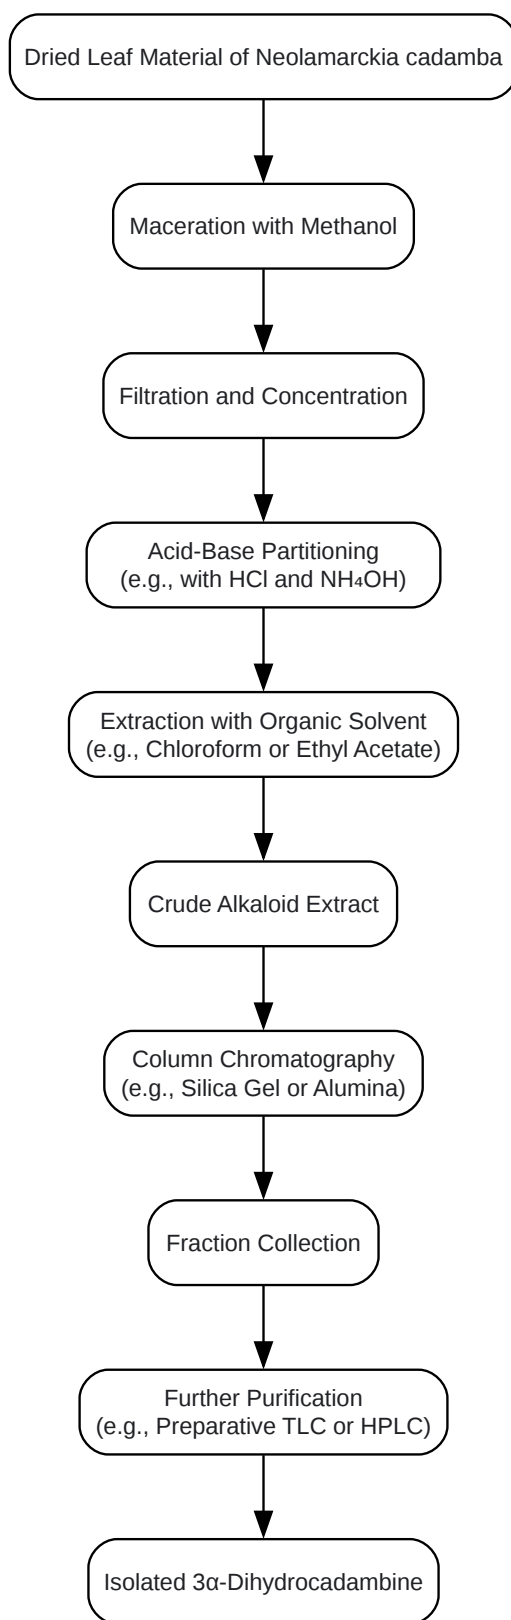 Dried Leaf Material of Neolamarckia cadamba
Maceration with Methanol
Filtration and Concentration
Acid-Base Partitioning
(e.g., with HCl and NH₄OH)
Extraction with Organic Solvent
(e.g., Chloroform or Ethyl Acetate)
Crude Alkaloid Extract
Column Chromatography
(e.g., Silica Gel or Alumina)
Fraction Collection
Further Purification
(e.g., Preparative TLC or HPLC)
Isolated 3α-Dihydrocadambine